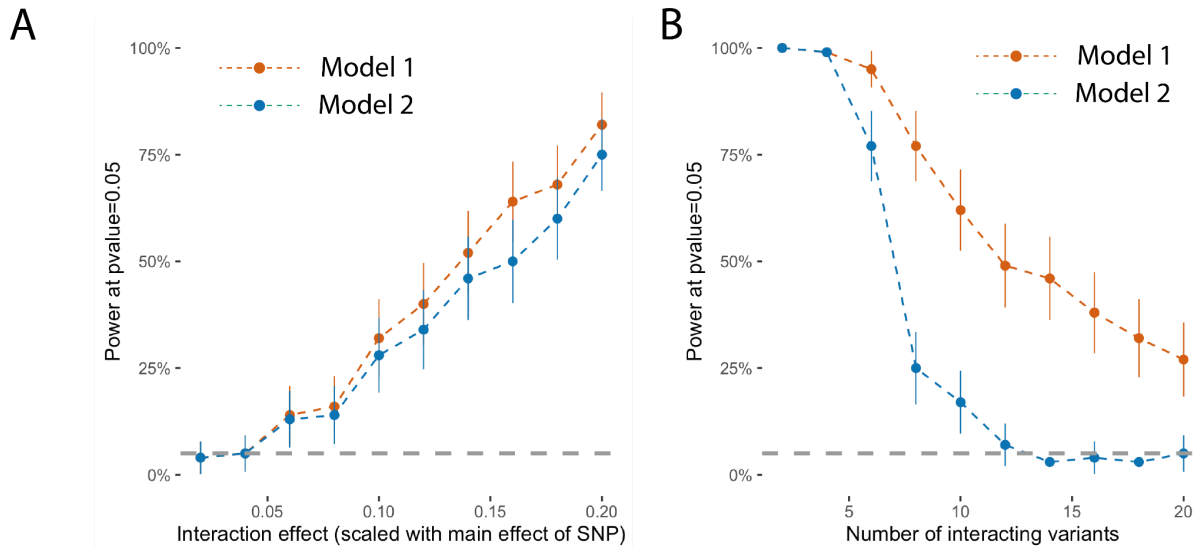 A
Model 1
Model 2
Power at pvalue=0.05
100%
75%
50%
25%
0%
0.05
0.10
0.15
0.20
Interaction effect (scaled with main effect of SNP)
B
Model 1
Model 2
Power at pvalue=0.05
100%
75%
50%
25%
0%
5
10
15
20
Number of interacting variants